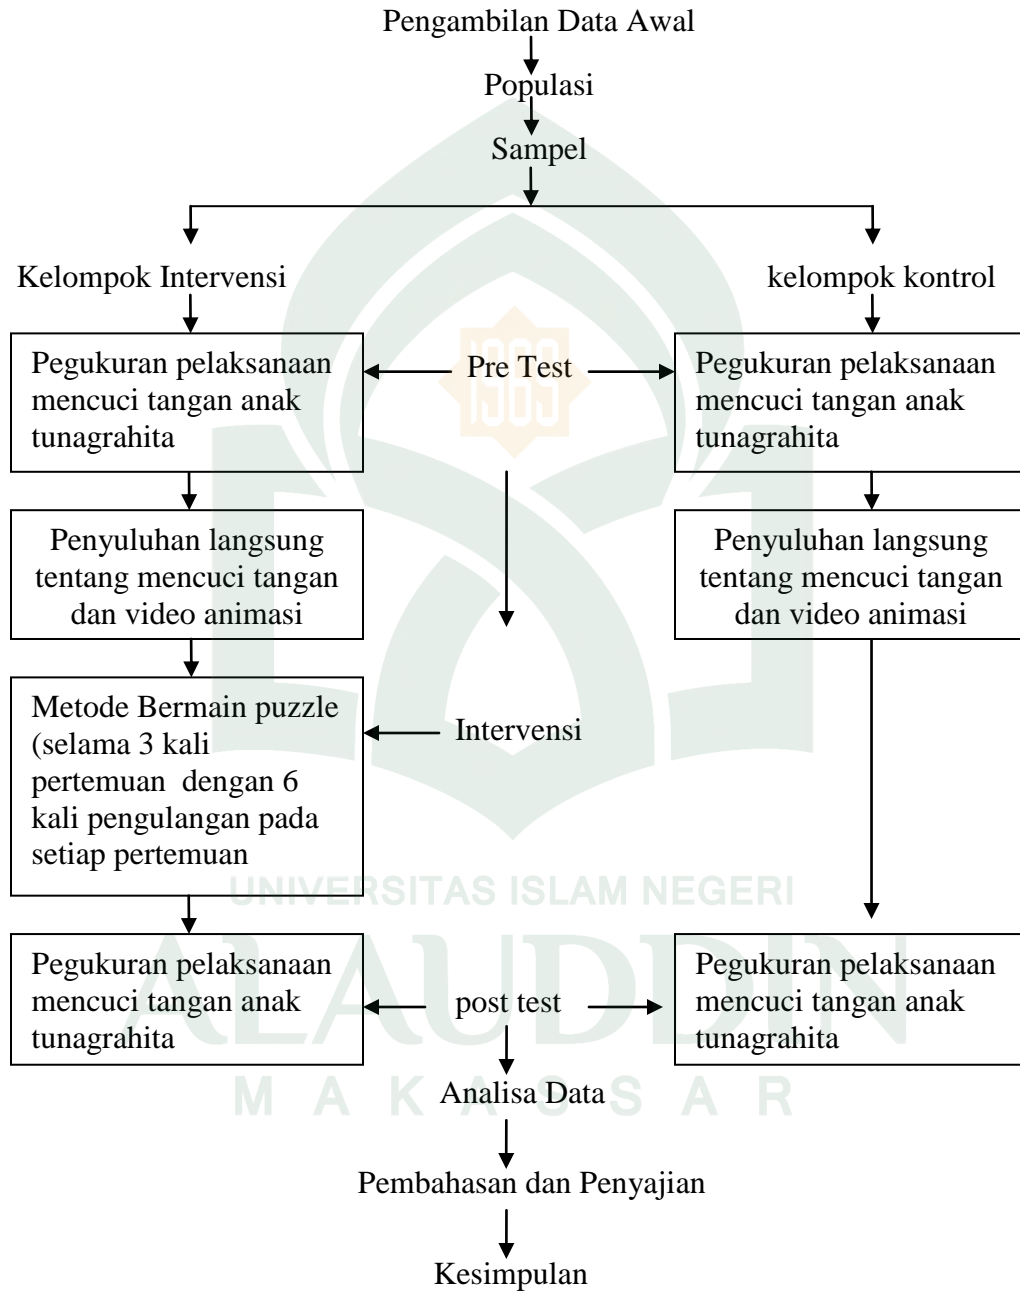 Pengambilan Data Awal
Populasi
Sampel
Kelompok Intervensi
kelompok kontrol
Pegukuran pelaksanaan
mencuci tangan anak
tunagrahita
Pre Test
Pegukuran pelaksanaan
mencuci tangan anak
tunagrahita
1965
Penyuluhan langsung
tentang mencuci tangan
dan video animasi
Penyuluhan langsung
tentang mencuci tangan
dan video animasi
Metode Bermain puzzle
(selama 3 kali
pertemuan  dengan 6
kali pengulangan pada
setiap pertemuan
Intervensi
UNIVERSITAS ISLAM NEGERI
ALAUDDIN
MAKASSAR
Pegukuran pelaksanaan
mencuci tangan anak
tunagrahita
post test
Pegukuran pelaksanaan
mencuci tangan anak
tunagrahita
Analisa Data
Pembahasan dan Penyajian
Kesimpulan